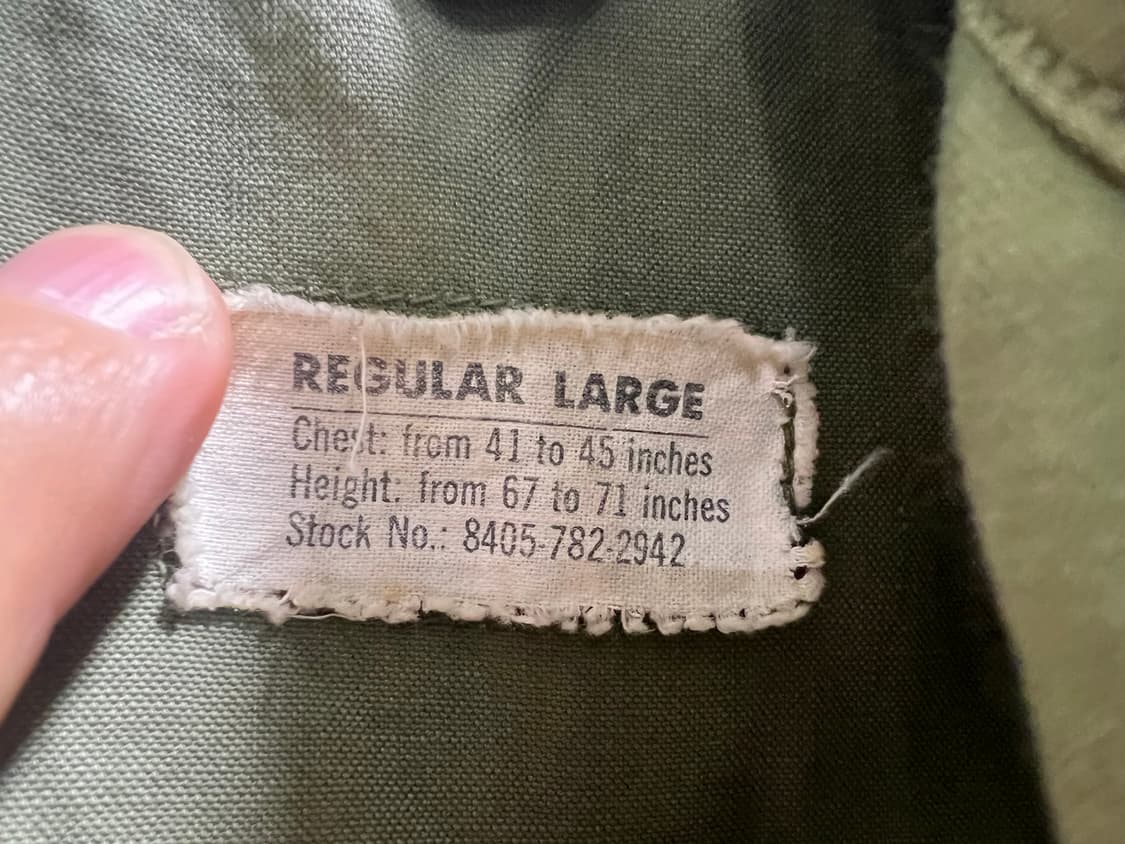 REGULAR LARGE
Chest: from 41 to 45 inches
Height: from 67 to 71 inches
Stock No.: 8405-782-2942